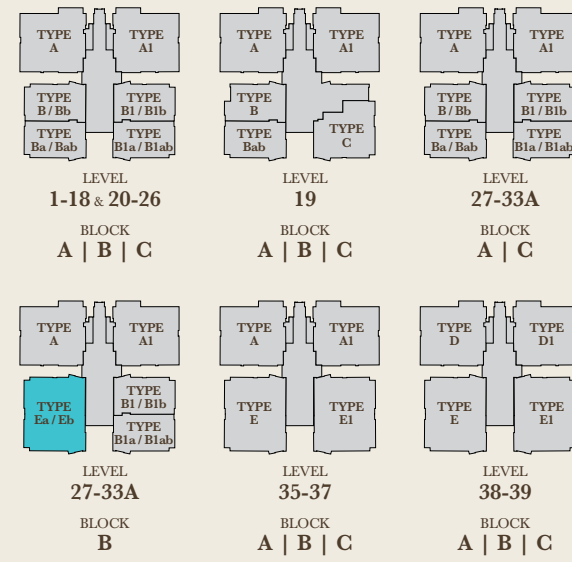 TYPE
A
TYPE
A1
TYPE
B / Bb
TYPE
B1 / B1b
TYPE
Ba / Bab
TYPE
B1a / B1ab
LEVEL
1-18 & 20-26
BLOCK
A | B | C
TYPE
A
TYPE
A1
TYPE
B
TYPE
Bab
TYPE
C
LEVEL
19
BLOCK
A | B | C
TYPE
A
TYPE
A1
TYPE
B / Bb
TYPE
B1 / B1b
TYPE
Ba / Bab
TYPE
B1a / B1ab
LEVEL
27-33A
BLOCK
A | C
TYPE
A
TYPE
A1
TYPE
Ea / Eb
TYPE
B1 / B1b
TYPE
B1a / B1ab
LEVEL
27-33A
BLOCK
B
TYPE
A
TYPE
A1
TYPE
E
TYPE
E1
LEVEL
35-37
BLOCK
A | B | C
TYPE
D
TYPE
D1
TYPE
E
TYPE
E1
LEVEL
38-39
BLOCK
A | B | C